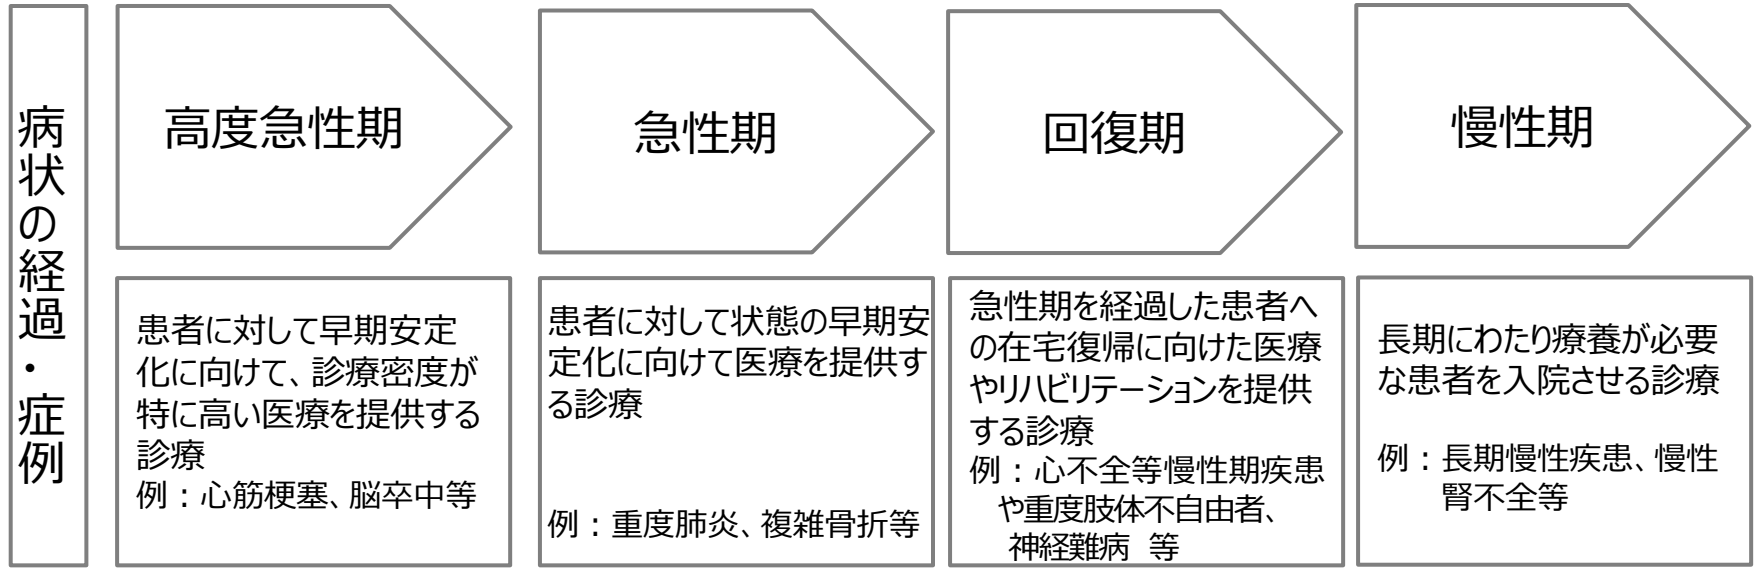 病状の経過・症例
高度急性期
急性期
回復期
慢性期
患者に対して早期安定
化に向けて、診療密度が
特に高い医療を提供する
診療
例：心筋梗塞、脳卒中等
患者に対して状態の早期安
定化に向けて医療を提供す
る診療
例：重度肺炎、複雑骨折等
急性期を経過した患者へ
の在宅復帰に向けた医療
やリハビリテーションを提供
する診療
例：心不全等慢性期疾患
や重度肢体不自由者、
神経難病 等
長期にわたり療養が必要
な患者を入院させる診療
例：長期慢性疾患、慢性
腎不全等